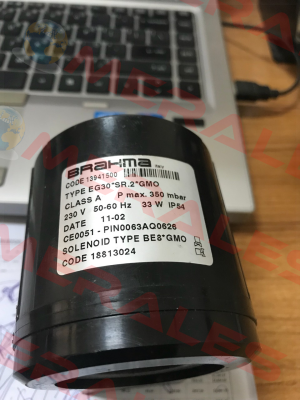 BRAHMA
CODE 13941500
TYPE EG30*SR.2*GMO
CLASS A P max. 350 mbar
230 V 50-60 Hz 33 W IP54
DATE 11-02
CE0051 - PIN0063AQ0626
SOLENOID TYPE BE8*GMO
CODE 18813024